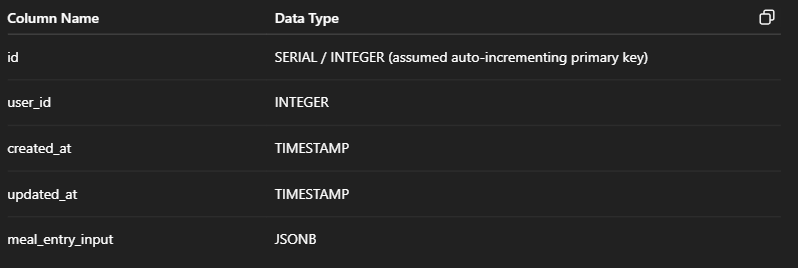 Column Name Data Type
id SERIAL / INTEGER (assumed auto-incrementing primary key)
user_id INTEGER
created_at TIMESTAMP
updated_at TIMESTAMP
meal_entry_input JSONB